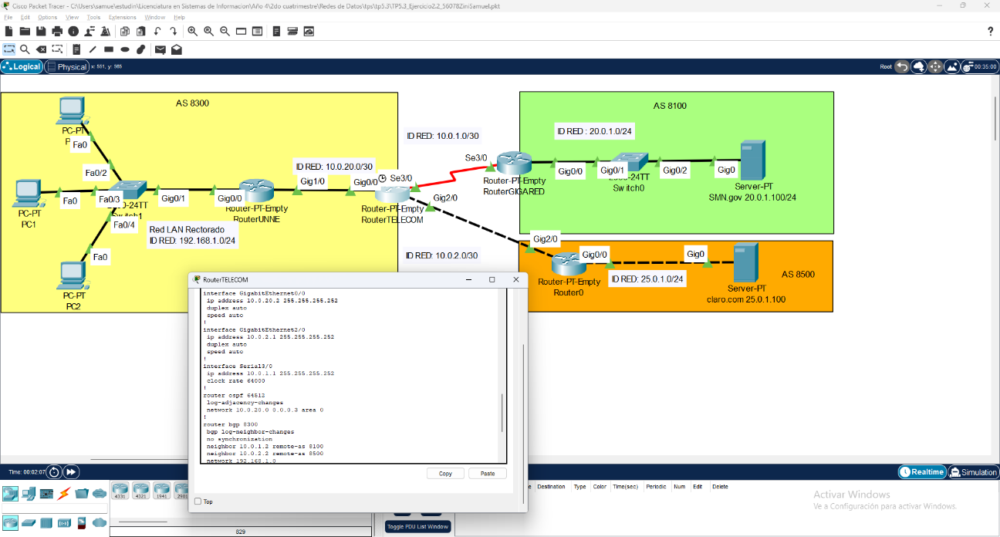 Cisco Packet Tracer - C:\Users\samue\estudin\Licenciatura en Sistemas de Informacion\Año 4\2do cuatrimestre\Redes de Datos\tps\tp5.3\TP5.3_Ejercicio2.2_56078ZiniSamuel.pkt
File Edit Options View Tools Extensions Window Help
?
Logical Physical x: 551, y: 565 Root 00:35:00
AS 8300
PC-PT
Fa0
Fa0/2
PC-PT
PC1
Fa0
Fa0/3
Fa0/4
Gig0/1
Gig0/0
Router-PT-Empty
RouterUNNE
Red LAN Rectorado
ID RED: 192.168.1.0/24
Fa0
PC-PT
PC2
ID RED: 10.0.20.0/30
Gig1/0
Gig0/0
Se3/0
Router-PT-Empty
RouterTELECOM
Gig2/0
ID RED: 10.0.1.0/30
Se3/0
ID RED: 10.0.2.0/30
AS 8100
ID RED : 20.0.1.0/24
Router-PT-Empty
RouterGIGARED
Gig0/0
Gig0/1
Gig0/2
Gig0
Switch0
Server-PT
SMN.gov 20.0.1.100/24
Gig2/0
Gig0/0
Gig0
Router-PT-Empty
Router0
ID RED: 25.0.1.0/24
AS 8500
Server-PT
claro.com 25.0.1.100
RouterTELECOM
interface GigabitEthernet0/0
ip address 10.0.20.2 255.255.255.252
duplex auto
speed auto
!
interface GigabitEthernet2/0
ip address 10.0.2.1 255.255.255.252
duplex auto
speed auto
!
interface Serial3/0
ip address 10.0.1.1 255.255.255.252
clock rate 64000
!
router ospf 64512
log-adjacency-changes
network 10.0.20.0 0.0.0.3 area 0
!
router bgp 8300
bgp log-neighbor-changes
no synchronization
neighbor 10.0.1.2 remote-as 8100
neighbor 10.0.2.2 remote-as 8500
network 192.168.1.0
Copy Paste
Top
Time: 00:02:07
Realtime Simulation
4331 4321 1941 2901
829
Destination Type Color Time(sec) Periodic Num Edit Delete
Toggle PDU List Window
Activar Windows
Ve a Configuración para activar Windows.